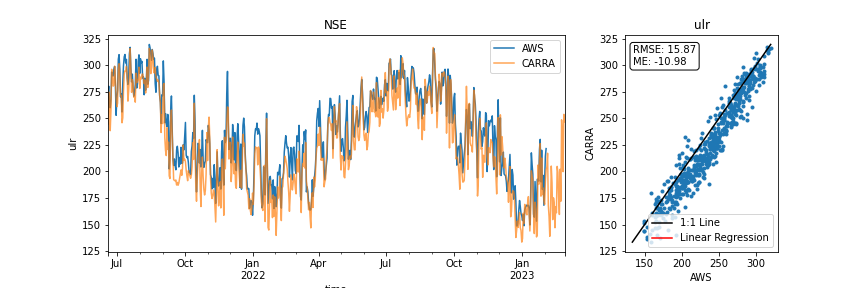 NSE
ulr
325
300
275
250
225
200
175
150
125
ulr
AWS
CARRA
Jul
Oct
Jan
2022
Apr
Jul
Oct
Jan
2023
time
325
300
275
250
225
200
175
150
125
CARRA
RMSE: 15.87
ME: -10.98
1:1 Line
Linear Regression
150
200
250
300
AWS